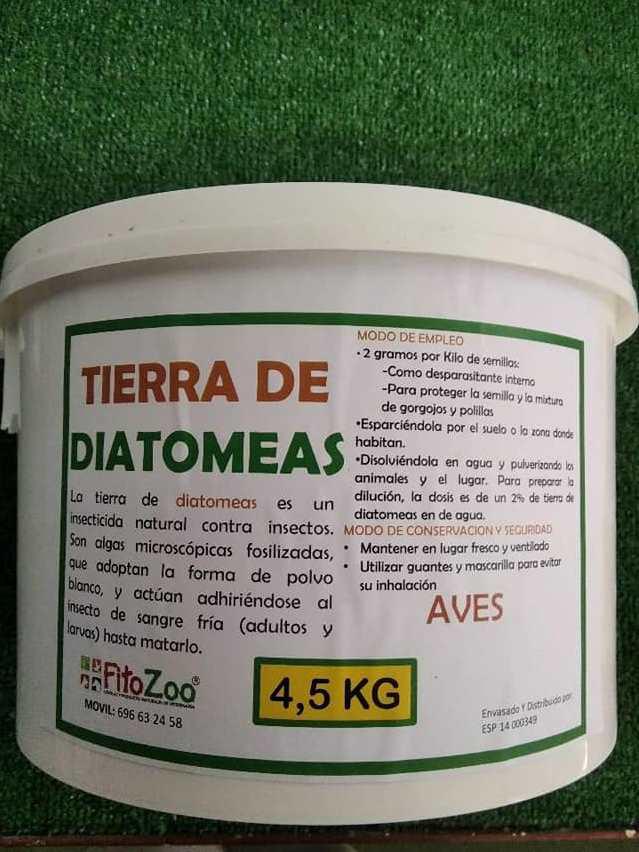 TIERRA DE
DIATOMEAS
La tierra de diatomeas es un
insecticida natural contra insectos.
Son algas microscópicas fosilizadas,
que adoptan la forma de polvo
blanco, y actúan adhiriéndose al
insecto de sangre fría (adultos y
larvas) hasta matarlo.
FitoZoo®
MOVIL: 696 63 24 58
4,5 KG
MODO DE EMPLEO
• 2 gramos por Kilo de semillas:
-Como desparasitante interno
-Para proteger la semilla y la mixtura
de gorgojos y polillas
•Esparciéndola por el suelo o la zona donde
habitan.
•Disolviéndola en agua y pulverizando los
animales y el lugar. Para preparar la
dilución, la dosis es de un 2% de tierra de
diatomeas en de agua.
MODO DE CONSERVACION Y SEGURIDAD
• Mantener en lugar fresco y ventilado
• Utilizar guantes y mascarilla para evitar
su inhalación
AVES
Envasado Y Distribuido por:
ESP 14 000349